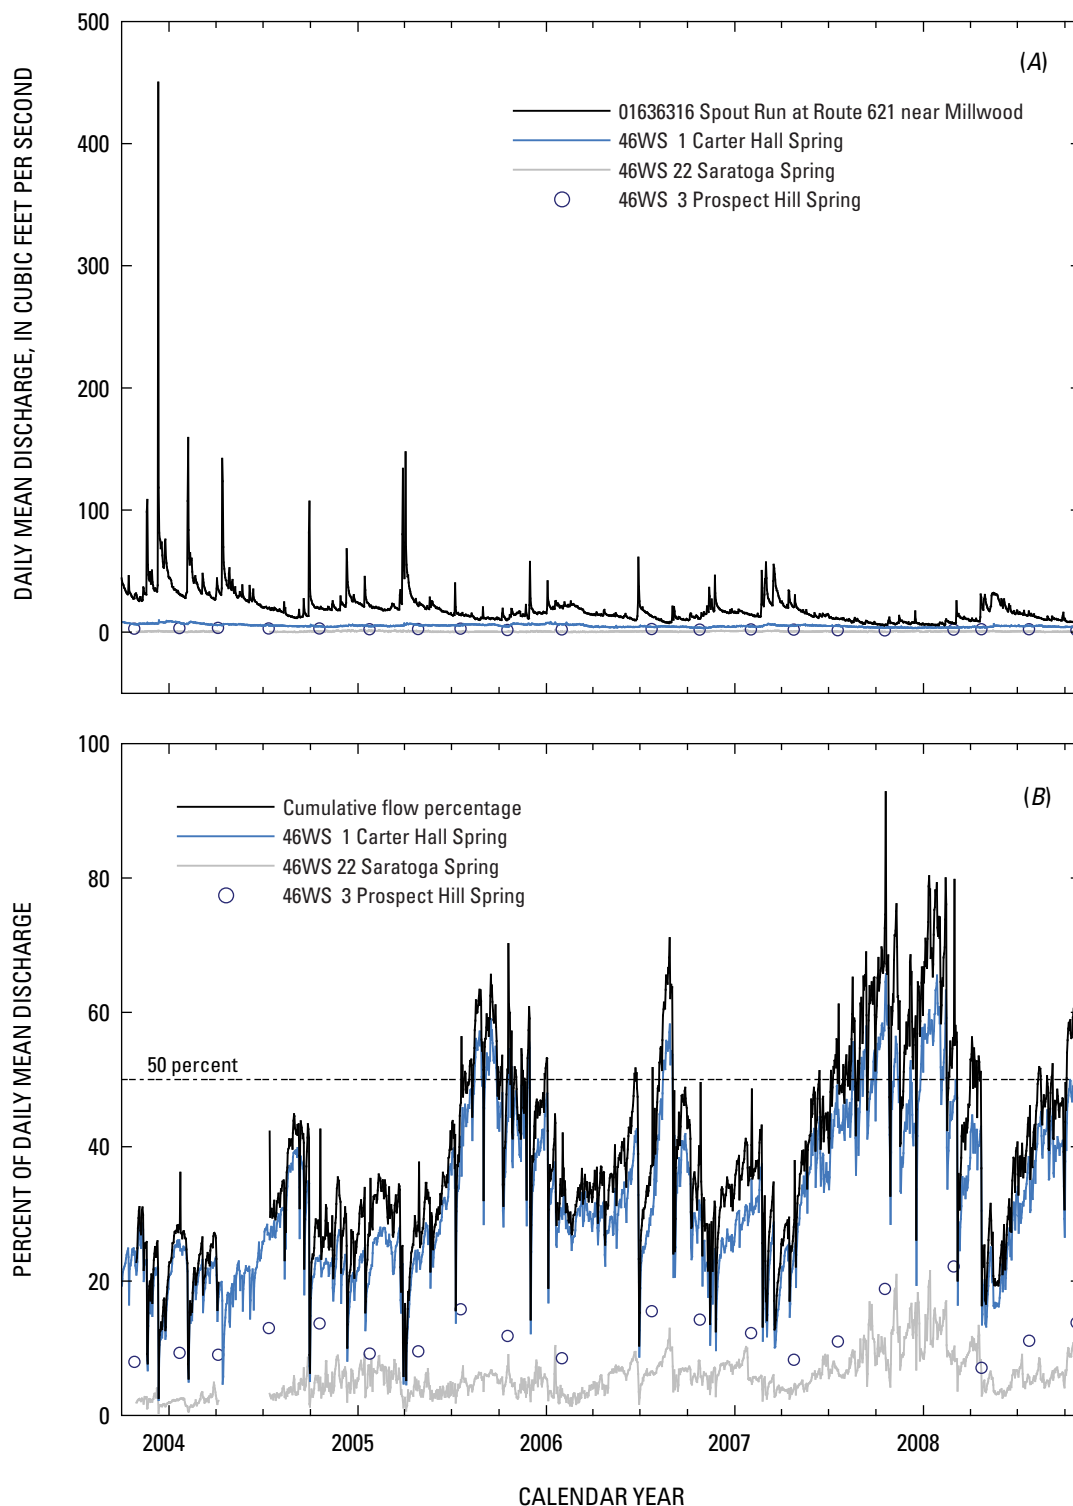 500
400
300
200
100
0
DAILY MEAN DISCHARGE, IN CUBIC FEET PER SECOND
(A)
01636316 Spout Run at Route 621 near Millwood
46WS 1 Carter Hall Spring
46WS 22 Saratoga Spring
46WS 3 Prospect Hill Spring
100
80
60
40
20
0
PERCENT OF DAILY MEAN DISCHARGE
(B)
Cumulative flow percentage
46WS 1 Carter Hall Spring
46WS 22 Saratoga Spring
46WS 3 Prospect Hill Spring
50 percent
2004 2005 2006 2007 2008
CALENDAR YEAR